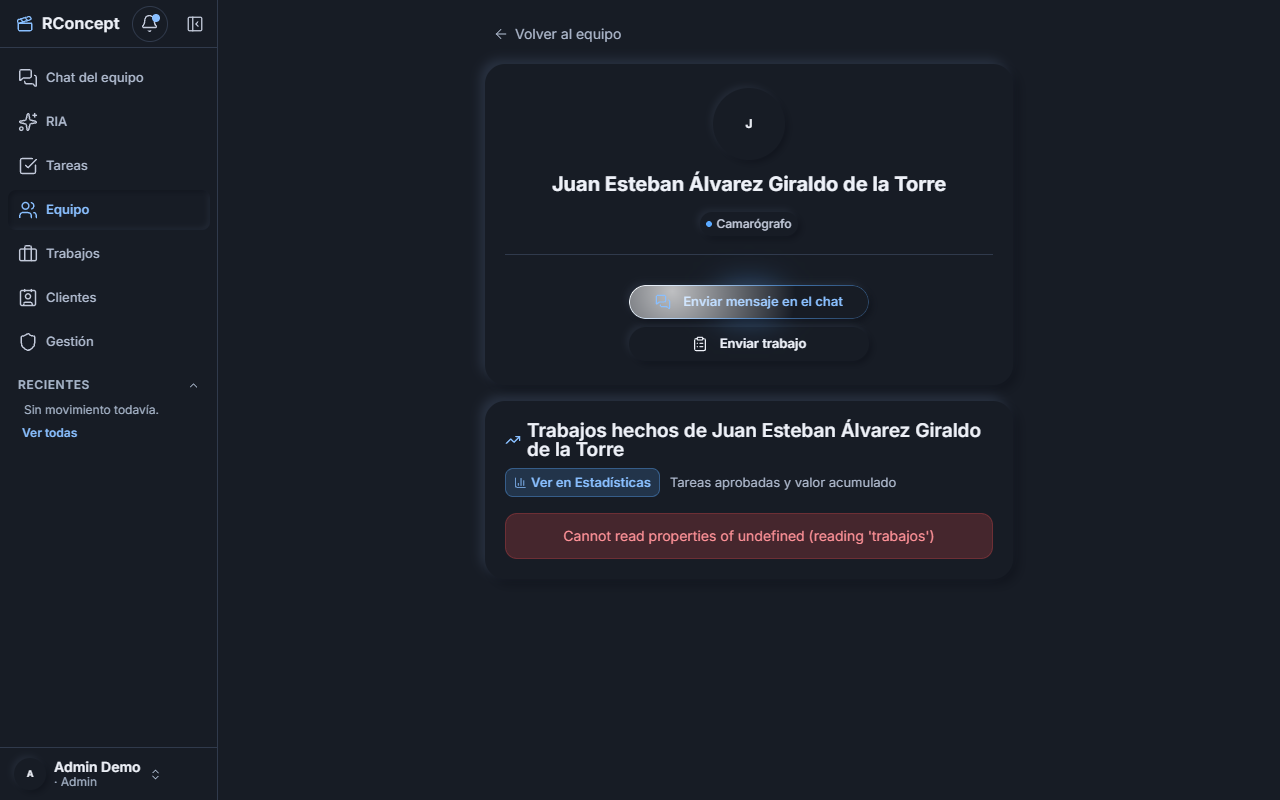 RConcept
Chat del equipo
RIA
Tareas
Equipo
Trabajos
Clientes
Gestión
RECIENTES
Sin movimiento todavía.
Ver todas
A
Admin Demo
· Admin
Volver al equipo
J
Juan Esteban Álvarez Giraldo de la Torre
Camarógrafo
Enviar mensaje en el chat
Enviar trabajo
Trabajos hechos de Juan Esteban Álvarez Giraldo
de la Torre
Ver en Estadísticas
Tareas aprobadas y valor acumulado
Cannot read properties of undefined (reading 'trabajos')